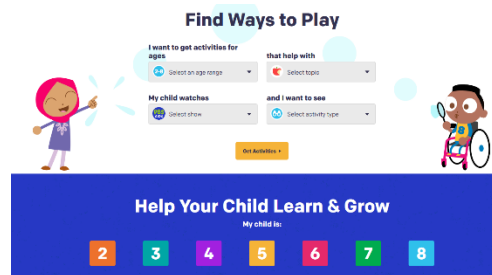 Find Ways to Play
I want to get activities for ages
that help with
Select an age range
Select topic
My child watches
and I want to see
Select show
Select activity type
Get Activities
Help Your Child Learn & Grow
My child is:
2 3 4 5 6 7 8